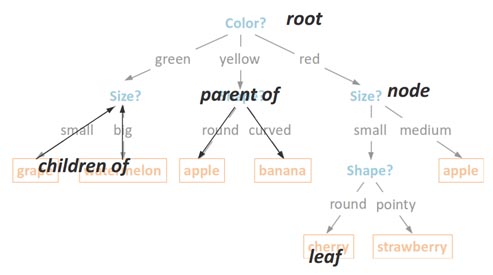 Color? root
green yellow red
Size? parent of Size? node
small big round curved small medium
grape children of apple banana Shape? apple
round pointy
cherry leaf strawberry